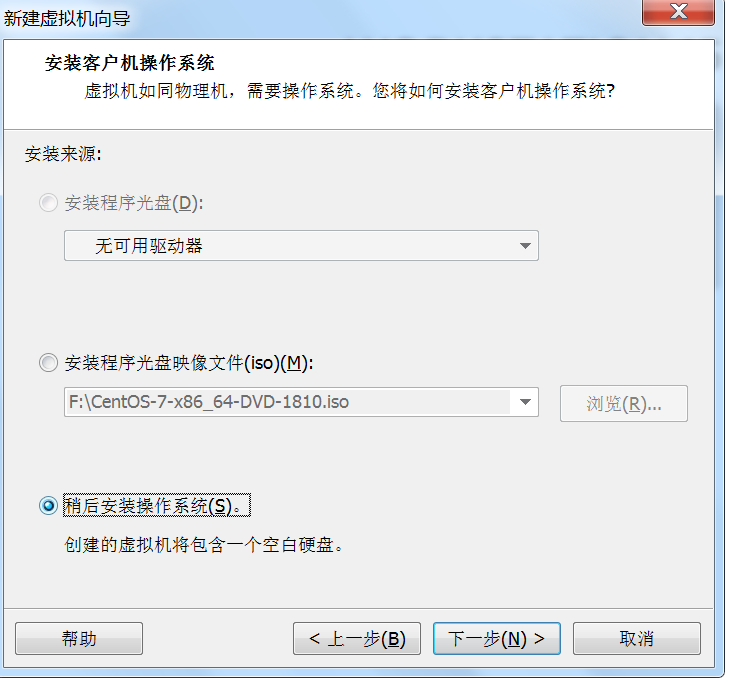 新建虚拟机向导
安装客户机操作系统
虚拟机如同物理机，需要操作系统。您将如何安装客户机操作系统?
安装来源:
安装程序光盘(D):
无可用驱动器
安装程序光盘映像文件(iso)(M):
F:\CentOS-7-x86_64-DVD-1810.iso
浏览(R)...
稍后安装操作系统(S)。
创建的虚拟机将包含一个空白硬盘。
帮助
< 上一步(B)
下一步(N) >
取消